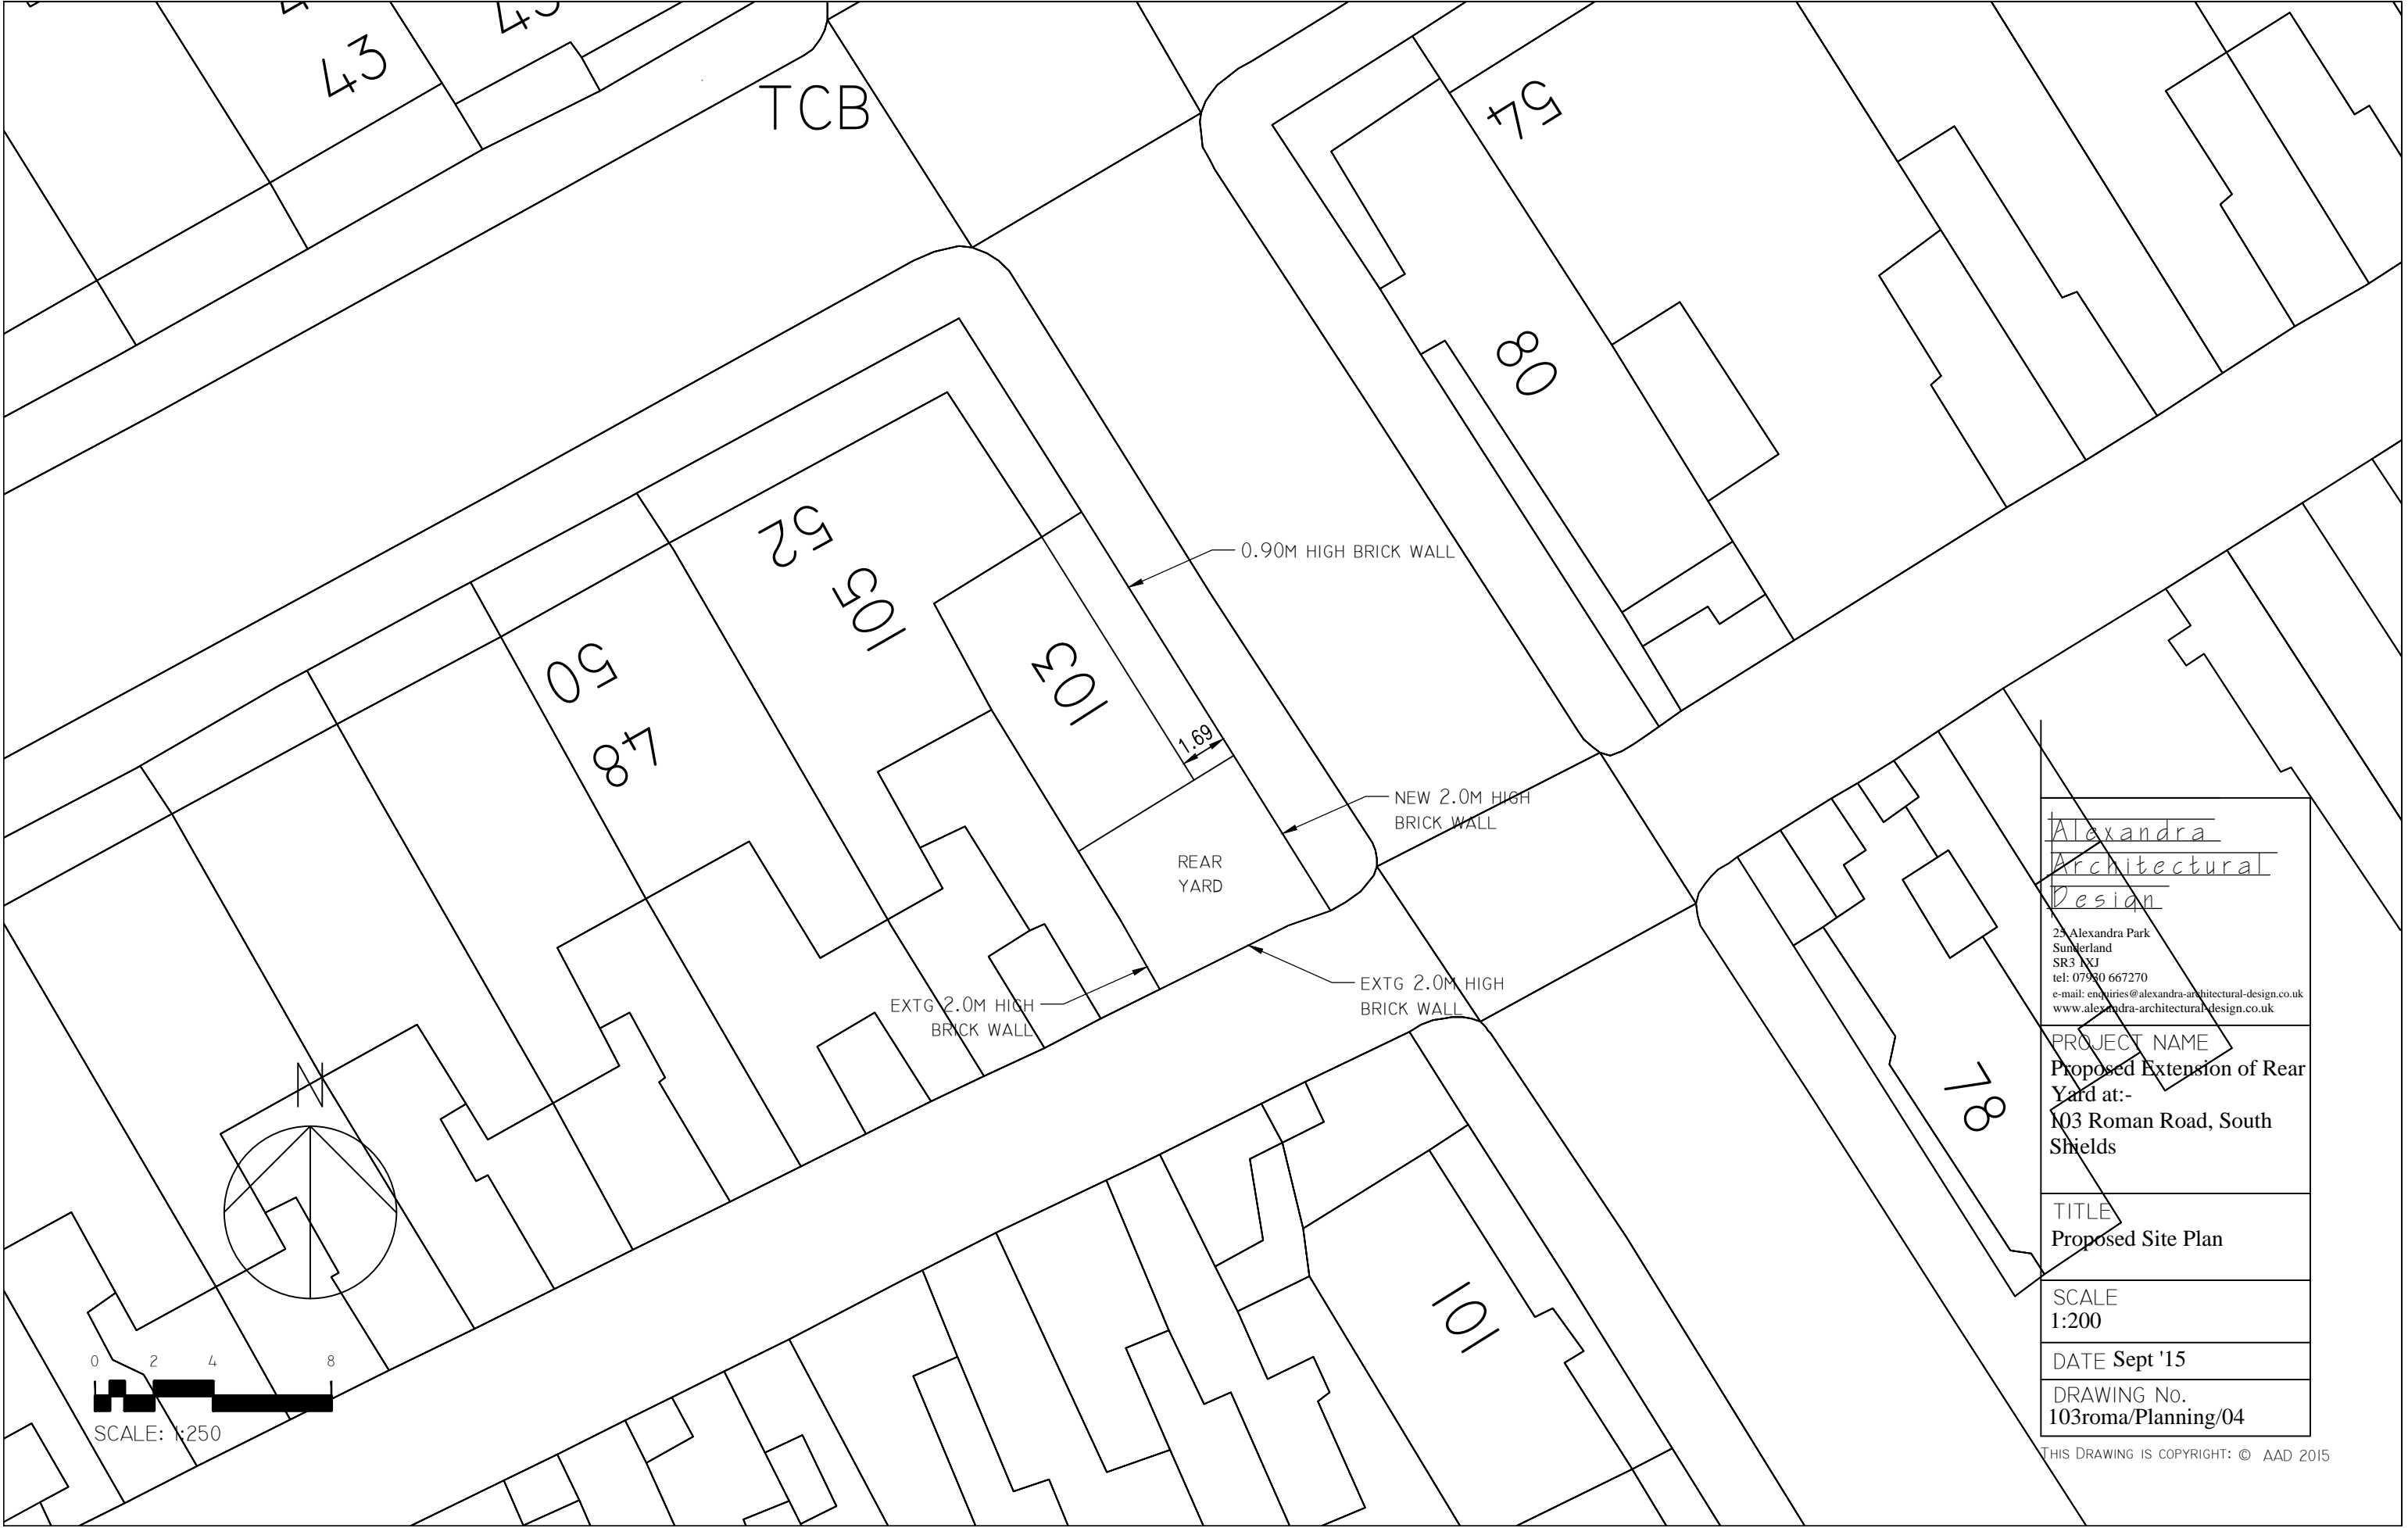 43
TCB
54
80
52
105
50
48
103
0.90M HIGH BRICK WALL
1.69
NEW 2.0M HIGH
BRICK WALL
REAR
YARD
EXTG 2.0M HIGH
BRICK WALL
EXTG 2.0M HIGH
BRICK WALL
N
0 2 4 8
SCALE: 1:250
101
78
Alexandra
Architectural
Design
25 Alexandra Park
Sunderland
SR3 1XJ
tel: 07930 667270
e-mail: enquiries@alexandra-architectural-design.co.uk
www.alexandra-architectural-design.co.uk
PROJECT NAME
Proposed Extension of Rear
Yard at:-
103 Roman Road, South
Shields
TITLE
Proposed Site Plan
SCALE
1:200
DATE Sept '15
DRAWING No.
103roma/Planning/04
THIS DRAWING IS COPYRIGHT: © AAD 2015